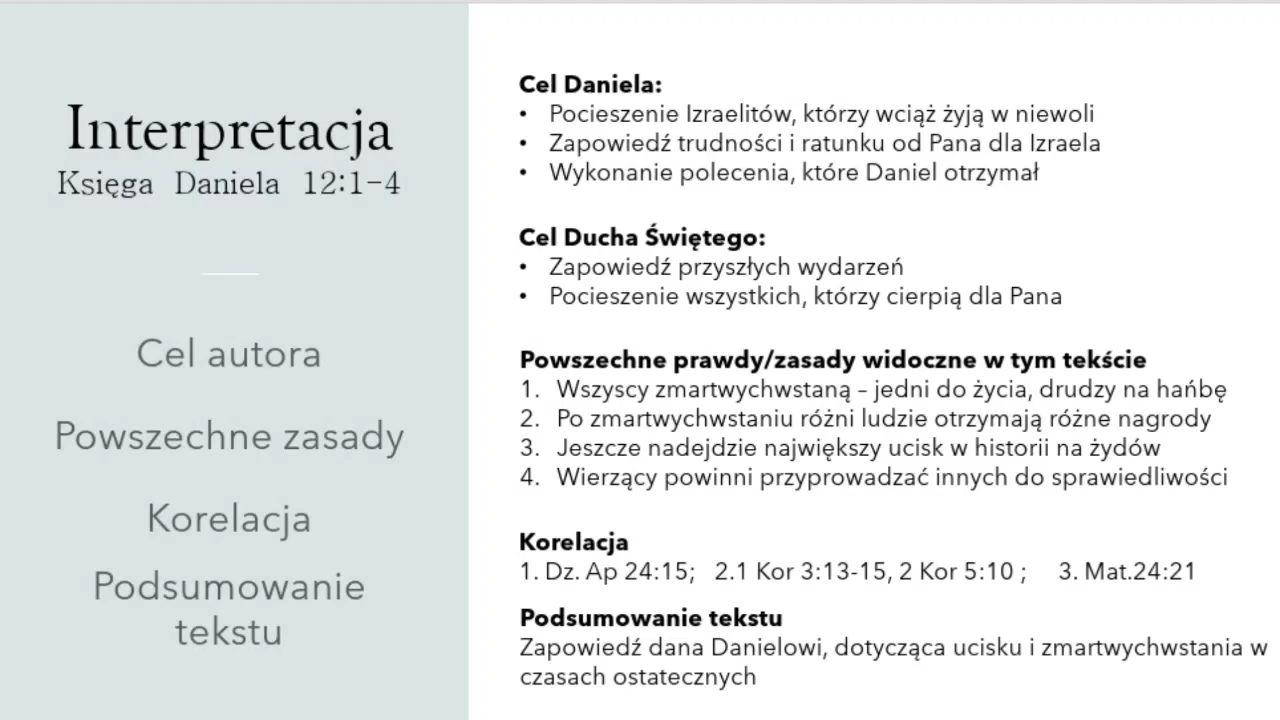 Interpretacja
Księga Daniela 12:1-4
Cel autora
Powszechne zasady
Korelacja
Podsumowanie
tekstu
Cel Daniela:
• Pocieszenie Izraelitów, którzy wciąż żyją w niewoli
• Zapowiedź trudności i ratunku od Pana dla Izraela
• Wykonanie polecenia, które Daniel otrzymał
Cel Ducha Świętego:
• Zapowiedź przyszłych wydarzeń
• Pocieszenie wszystkich, którzy cierpią dla Pana
Powszechne prawdy/zasady widoczne w tym tekście
1. Wszyscy zmartwychwstaną – jedni do życia, drudzy na hańbę
2. Po zmartwychwstaniu różni ludzie otrzymają różne nagrody
3. Jeszcze nadejdzie największy ucisk w historii na żydów
4. Wierzący powinni przyprowadzać innych do sprawiedliwości
Korelacja
1. Dz. Ap 24:15; 2.1 Kor 3:13-15, 2 Kor 5:10 ; 3. Mat.24:21
Podsumowanie tekstu
Zapowiedź dana Danielowi, dotycząca ucisku i zmartwychwstania w
czasach ostatecznych